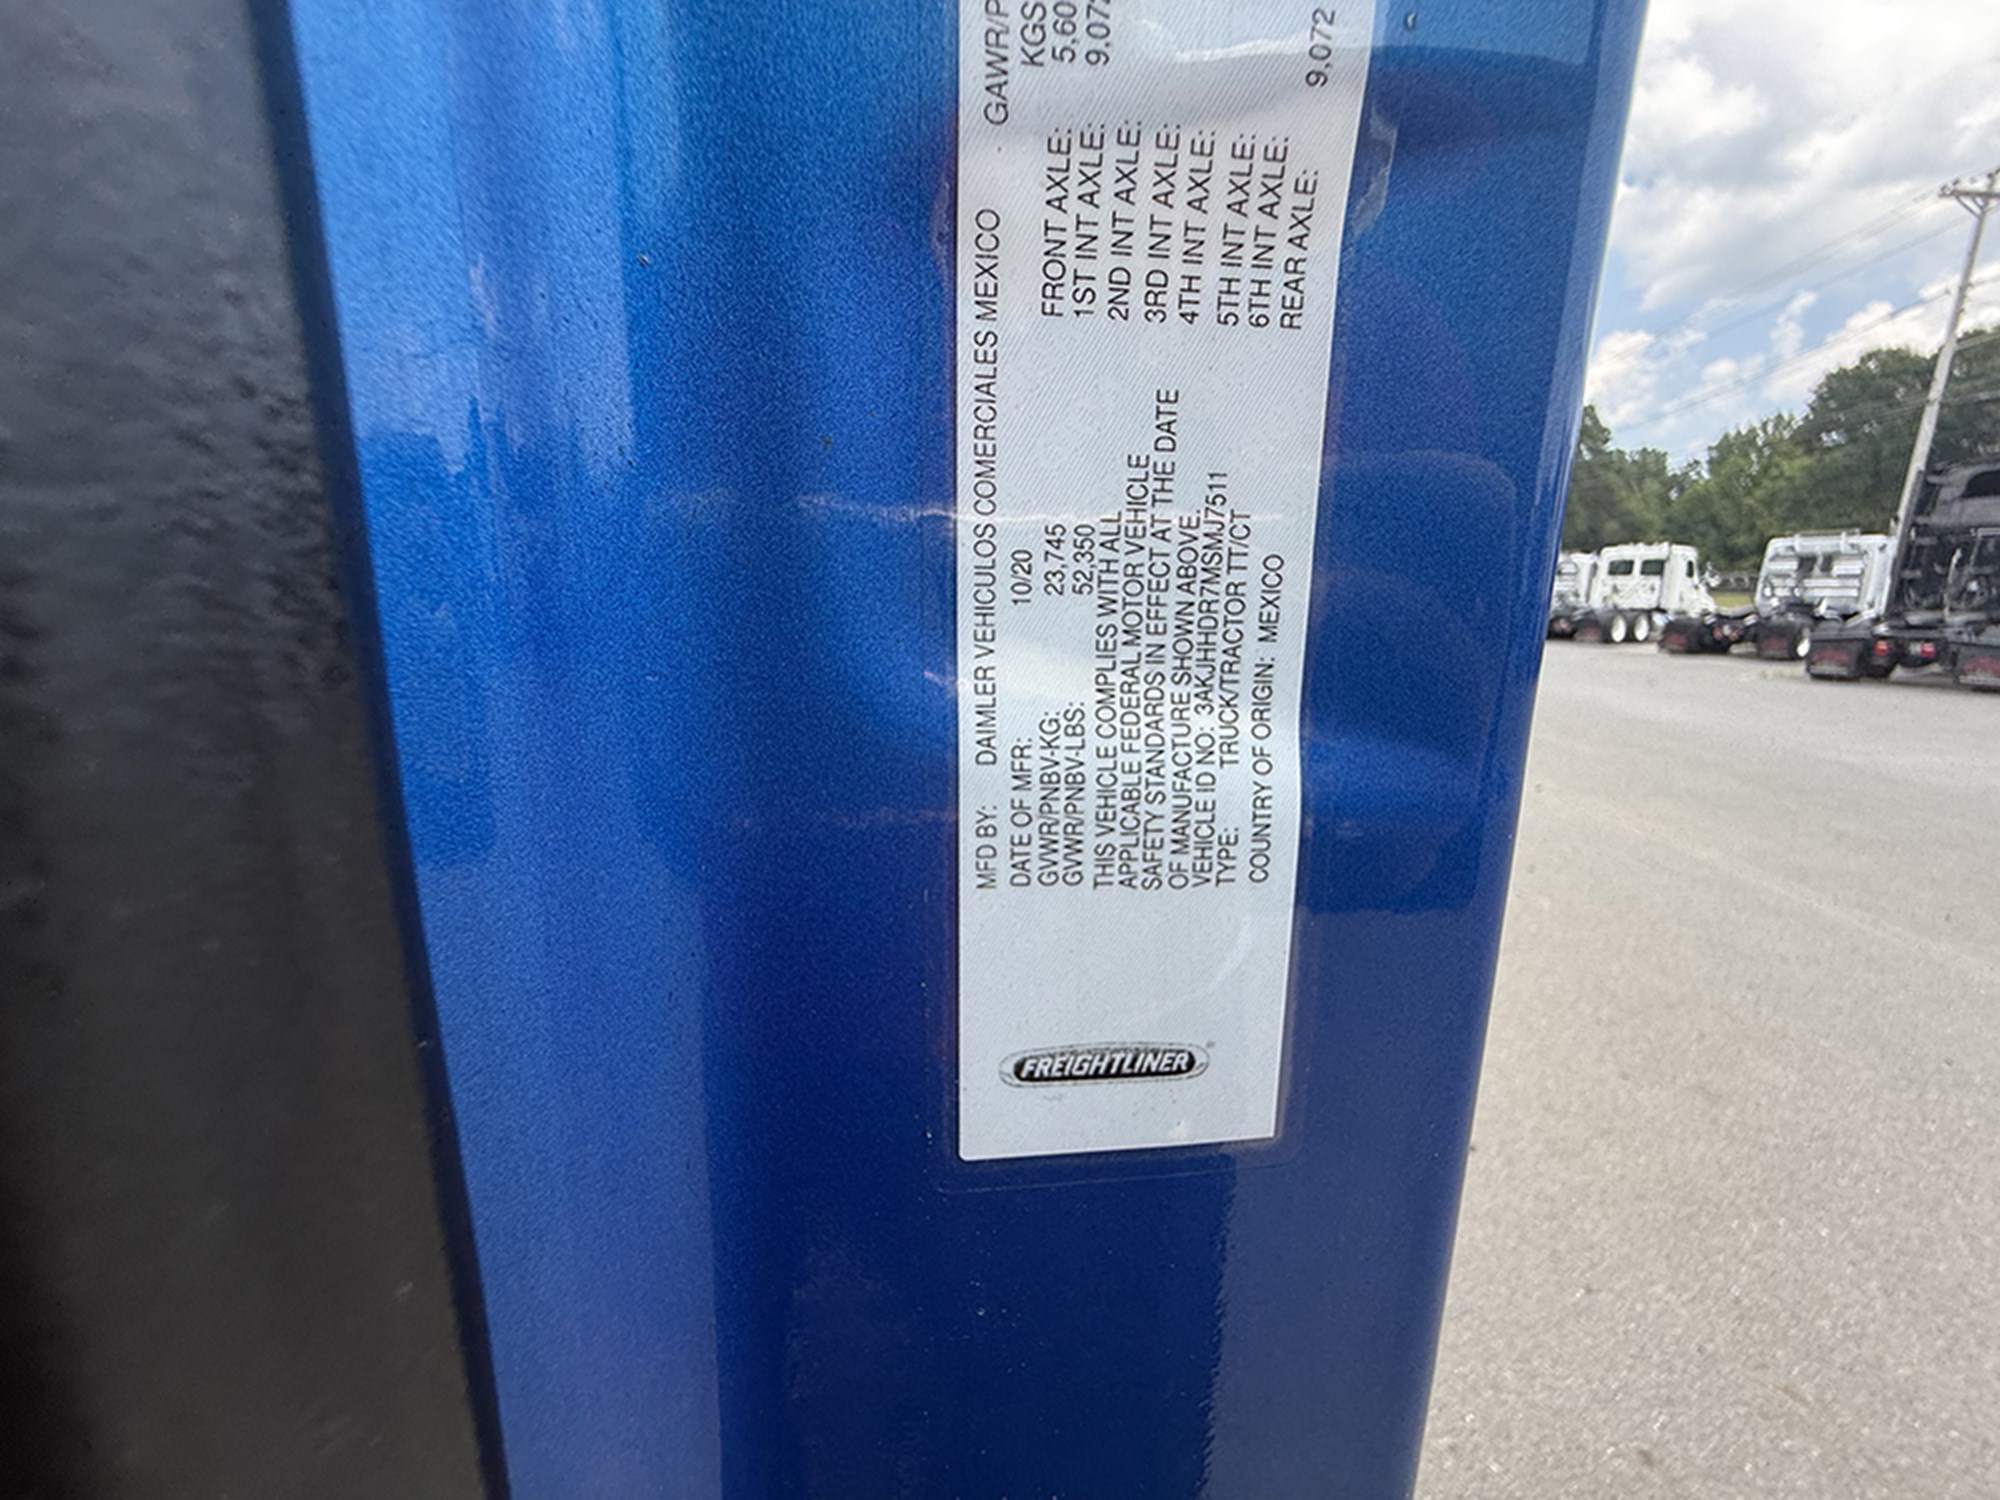 MFD BY: DAIMLER VEHICULOS COMERCIALES MEXICO
DATE OF MFR: 10/20
GVWR/PNBV-KG: 23,745
GVWR/PNBV-LBS: 52,350
THIS VEHICLE COMPLIES WITH ALL
APPLICABLE FEDERAL MOTOR VEHICLE
SAFETY STANDARDS IN EFFECT AT THE DATE
OF MANUFACTURE SHOWN ABOVE.
VEHICLE ID NO: 3AKJHHDR7MSMJ7511
TYPE: TRUCK/TRACTOR TT/CT
COUNTRY OF ORIGIN: MEXICO
GAWR/P
KGS
FRONT AXLE: 5,60
1ST INT AXLE: 9,072
2ND INT AXLE:
3RD INT AXLE:
4TH INT AXLE:
5TH INT AXLE:
6TH INT AXLE:
REAR AXLE: 9,072
FREIGHTLINER